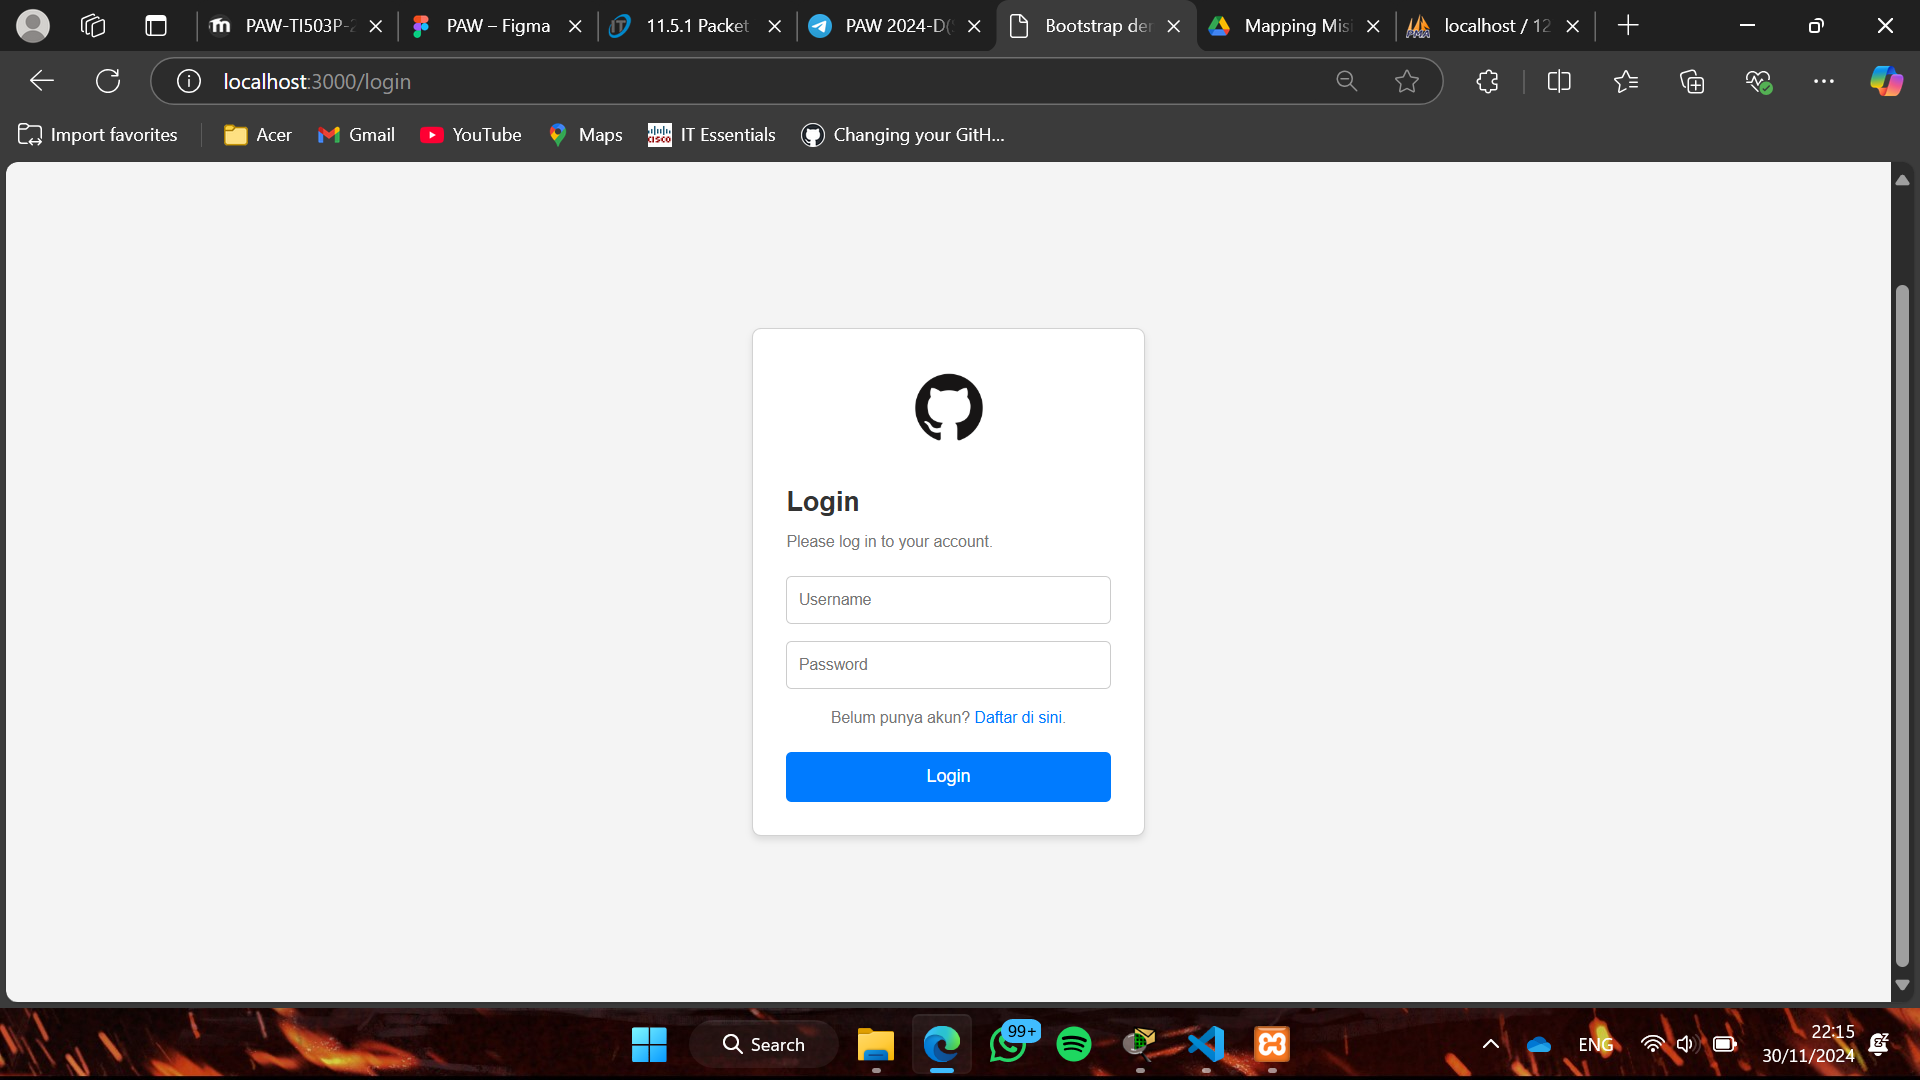 PAW-TI503P-2
PAW – Figma
11.5.1 Packet
PAW 2024-D(
Bootstrap der
Mapping Misi
localhost / 12
localhost:3000/login
Import favorites
Acer
Gmail
YouTube
Maps
IT Essentials
Changing your GitH...
Login
Please log in to your account.
Username
Password
Belum punya akun? Daftar di sini.
Login
Search
99+
ENG
22:15
30/11/2024